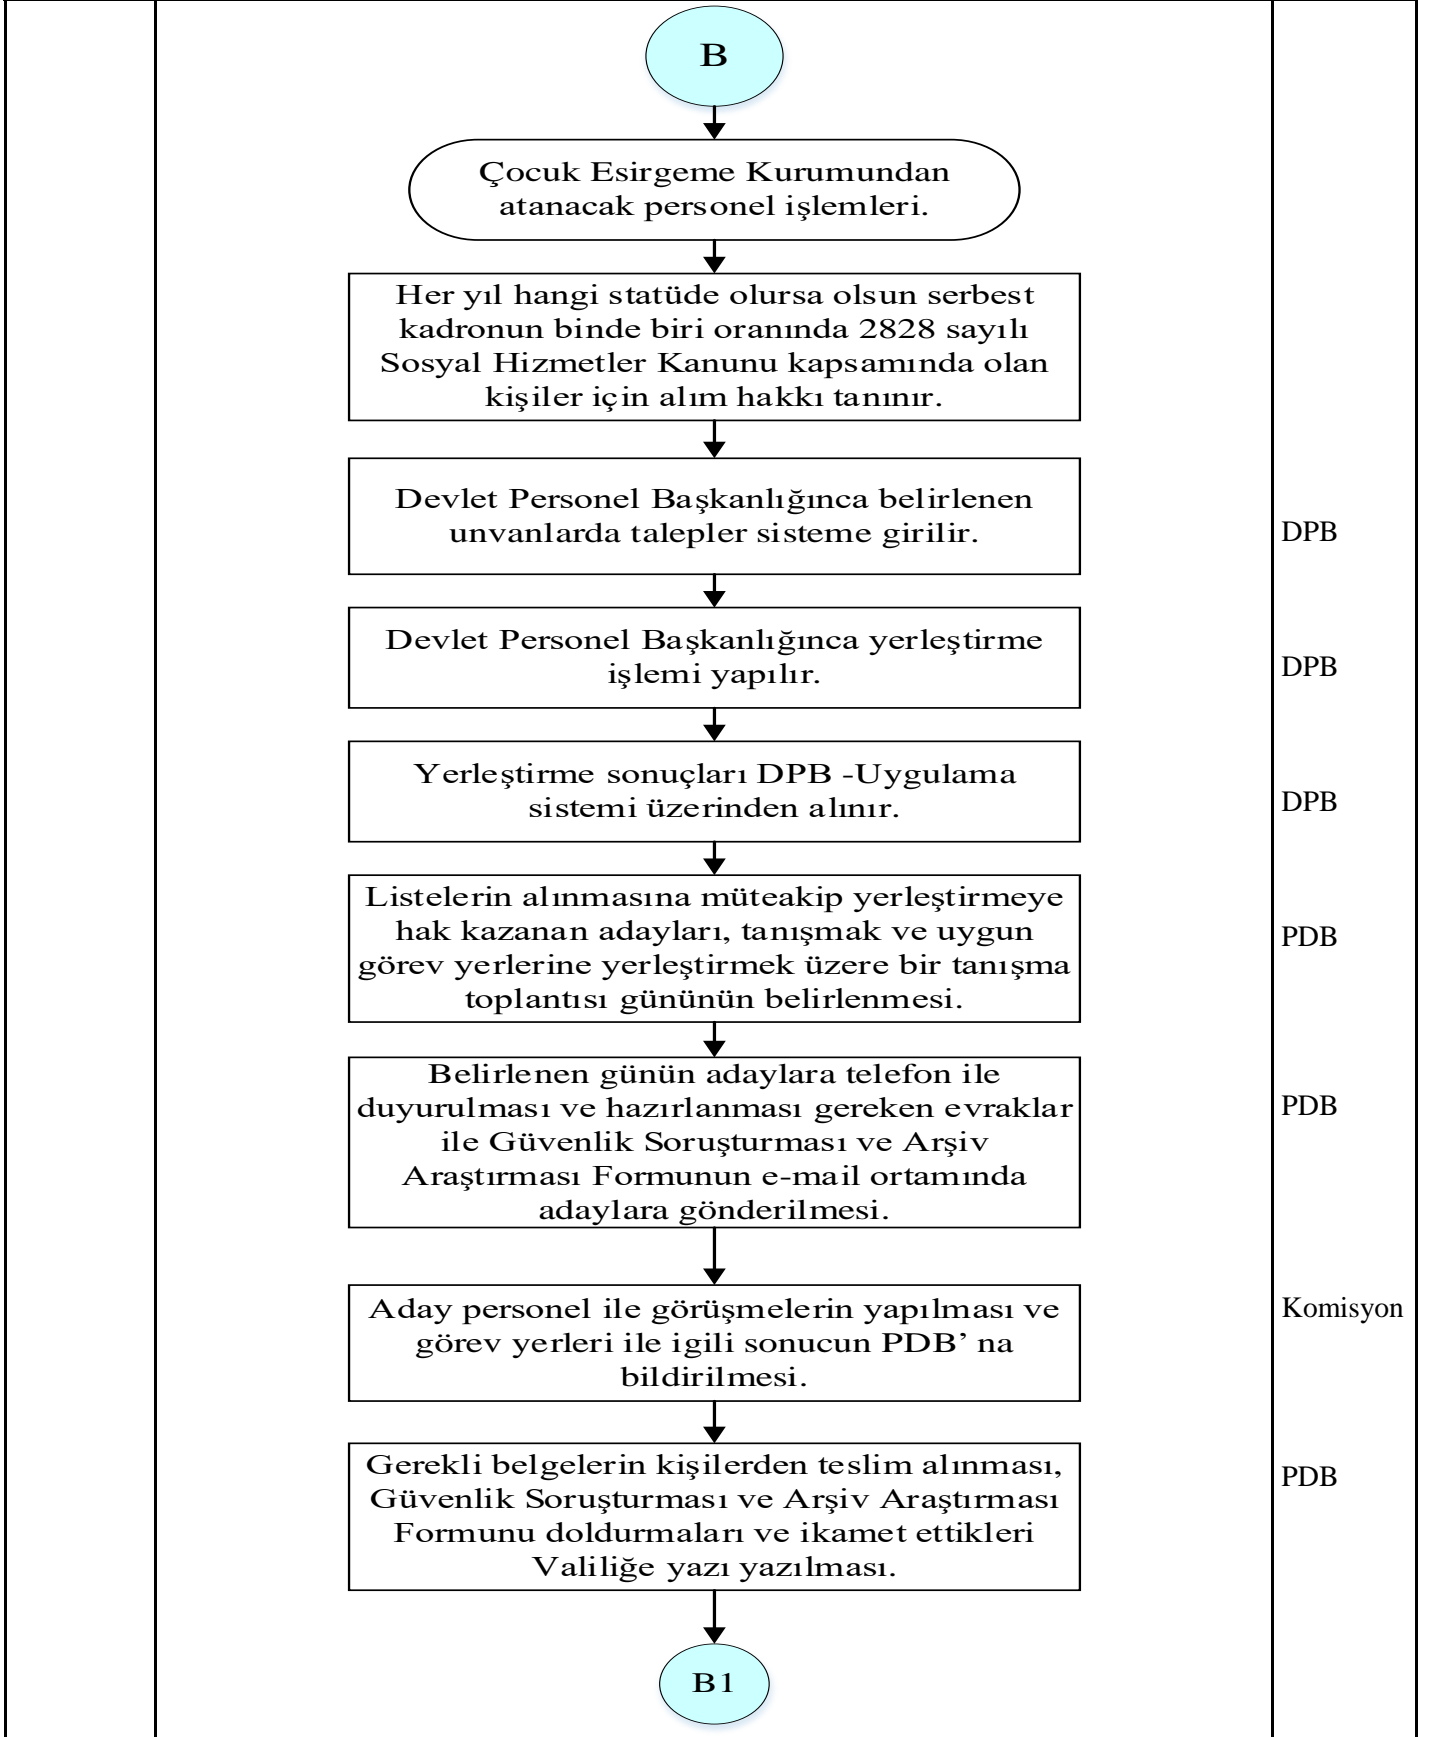 B
Çocuk Esirgeme Kurumundan
atanacak personel işlemleri.
Her yıl hangi statüde olursa olsun serbest
kadronun binde biri oranında 2828 sayılı
Sosyal Hizmetler Kanunu kapsamında olan
kişiler için alım hakkı tanınır.
Devlet Personel Başkanlığınca belirlenen
unvanlarda talepler sisteme girilir.
DPB
Devlet Personel Başkanlığınca yerleştirme
işlemi yapılır.
DPB
Yerleştirme sonuçları DPB -Uygulama
sistemi üzerinden alınır.
DPB
Listelerin alınmasına müteakip yerleştirmeye
hak kazanan adayları, tanışmak ve uygun
görev yerlerine yerleştirmek üzere bir tanışma
toplantısı gününün belirlenmesi.
PDB
Belirlenen günün adaylara telefon ile
duyurulması ve hazırlanması gereken evraklar
ile Güvenlik Soruşturması ve Arşiv
Araştırması Formunun e-mail ortamında
adaylara gönderilmesi.
PDB
Aday personel ile görüşmelerin yapılması ve
görev yerleri ile igili sonucun PDB’ na
bildirilmesi.
Komisyon
Gerekli belgelerin kişilerden teslim alınması,
Güvenlik Soruşturması ve Arşiv Araştırması
Formunu doldurmaları ve ikamet ettikleri
Valiliğe yazı yazılması.
PDB
B1